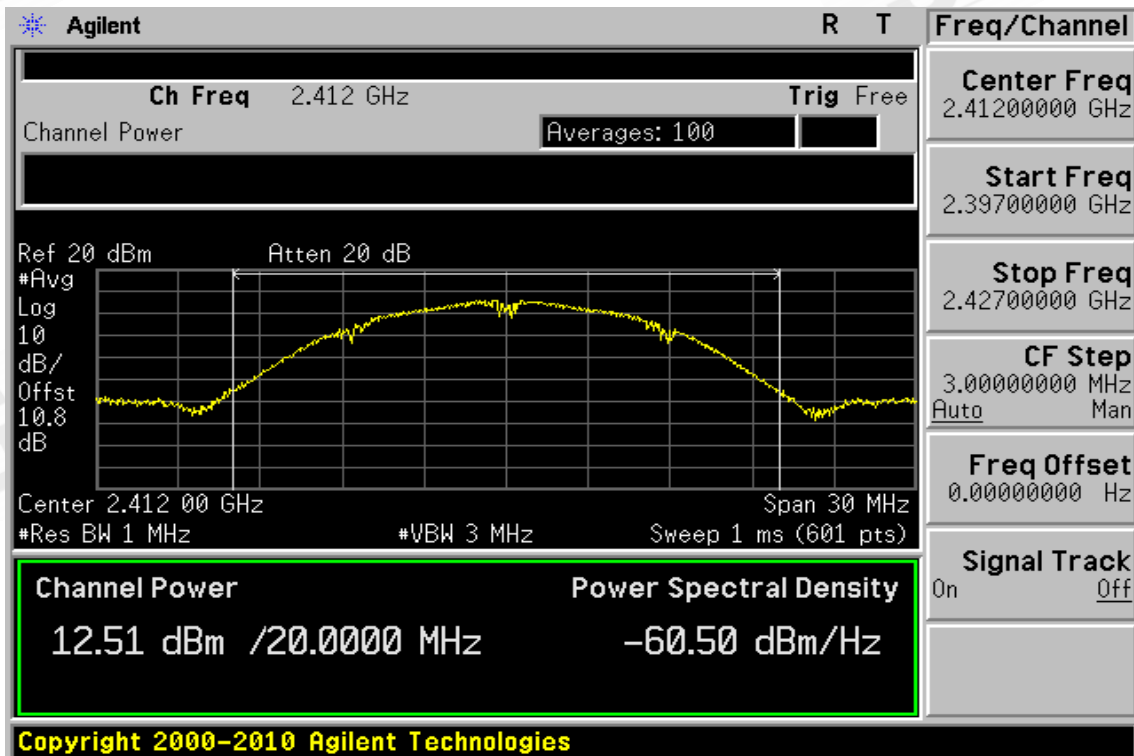 Agilent R T
Ch Freq 2.412 GHz Trig Free
Channel Power Averages: 100
Ref 20 dBm Atten 20 dB
#Avg
Log
10
dB/
Offst
10.8
dB
Center 2.412 00 GHz Span 30 MHz
#Res BW 1 MHz #VBW 3 MHz Sweep 1 ms (601 pts)
Channel Power Power Spectral Density
12.51 dBm /20.0000 MHz -60.50 dBm/Hz
Copyright 2000-2010 Agilent Technologies
Freq/Channel
Center Freq
2.41200000 GHz
Start Freq
2.39700000 GHz
Stop Freq
2.42700000 GHz
CF Step
3.00000000 MHz
Auto Man
Freq Offset
0.00000000 Hz
Signal Track
On Off